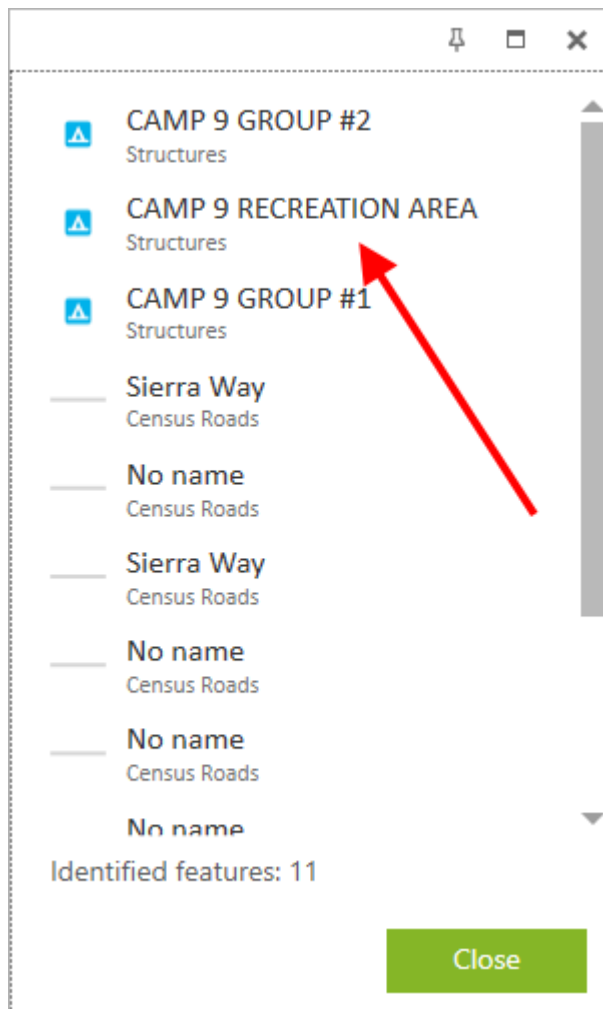 CAMP 9 GROUP #2
Structures
CAMP 9 RECREATION AREA
Structures
CAMP 9 GROUP #1
Structures
Sierra Way
Census Roads
No name
Census Roads
Sierra Way
Census Roads
No name
Census Roads
No name
Census Roads
No name
Identified features: 11
Close